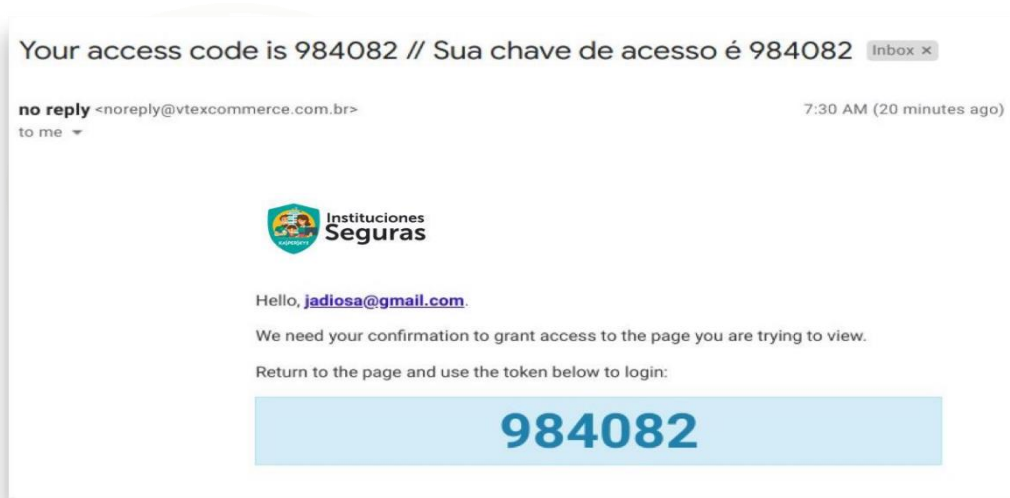 Your access code is 984082 // Sua chave de acesso é 984082 Inbox ×
no reply <noreply@vtexcommerce.com.br> 7:30 AM (20 minutes ago)
to me
KASPERSKY
Instituciones
Seguras
Hello, jadiosa@gmail.com.
We need your confirmation to grant access to the page you are trying to view.
Return to the page and use the token below to login:
984082